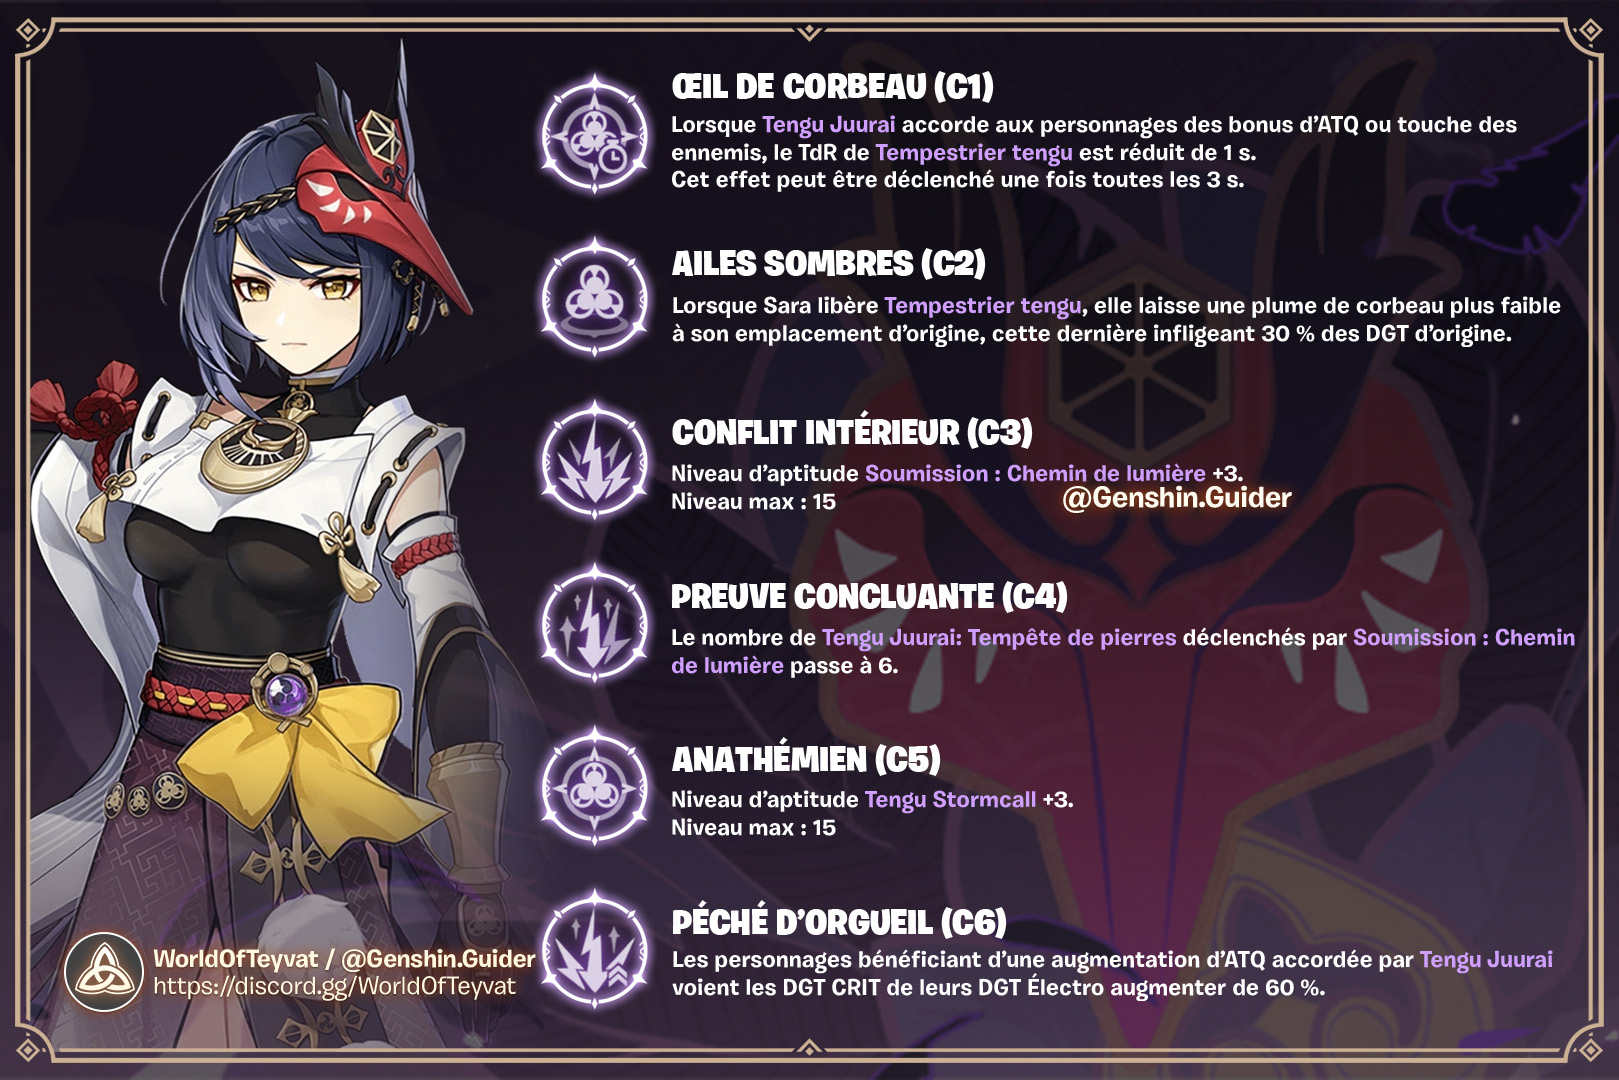 ŒIL DE CORBEAU (C1)
Lorsque Tengu Juurai accorde aux personnages des bonus d’ATQ ou touche des
ennemis, le TdR de Tempestrier tengu est réduit de 1 s.
Cet effet peut être déclenché une fois toutes les 3 s.
AILES SOMBRES (C2)
Lorsque Sara libère Tempestrier tengu, elle laisse une plume de corbeau plus faible
à son emplacement d’origine, cette dernière infligeant 30 % des DGT d’origine.
CONFLIT INTÉRIEUR (C3)
Niveau d’aptitude Soumission : Chemin de lumière +3.
Niveau max : 15
@Genshin.Guider
PREUVE CONCLUANTE (C4)
Le nombre de Tengu Juurai: Tempête de pierres déclenchés par Soumission : Chemin
de lumière passe à 6.
ANATHÉMIEN (C5)
Niveau d’aptitude Tengu Stormcall +3.
Niveau max : 15
PÉCHÉ D’ORGUEIL (C6)
Les personnages bénéficiant d’une augmentation d’ATQ accordée par Tengu Juurai
voient les DGT CRIT de leurs DGT Électro augmenter de 60 %.
WorldOfTeyvat / @Genshin.Guider
https://discord.gg/WorldOfTeyvat